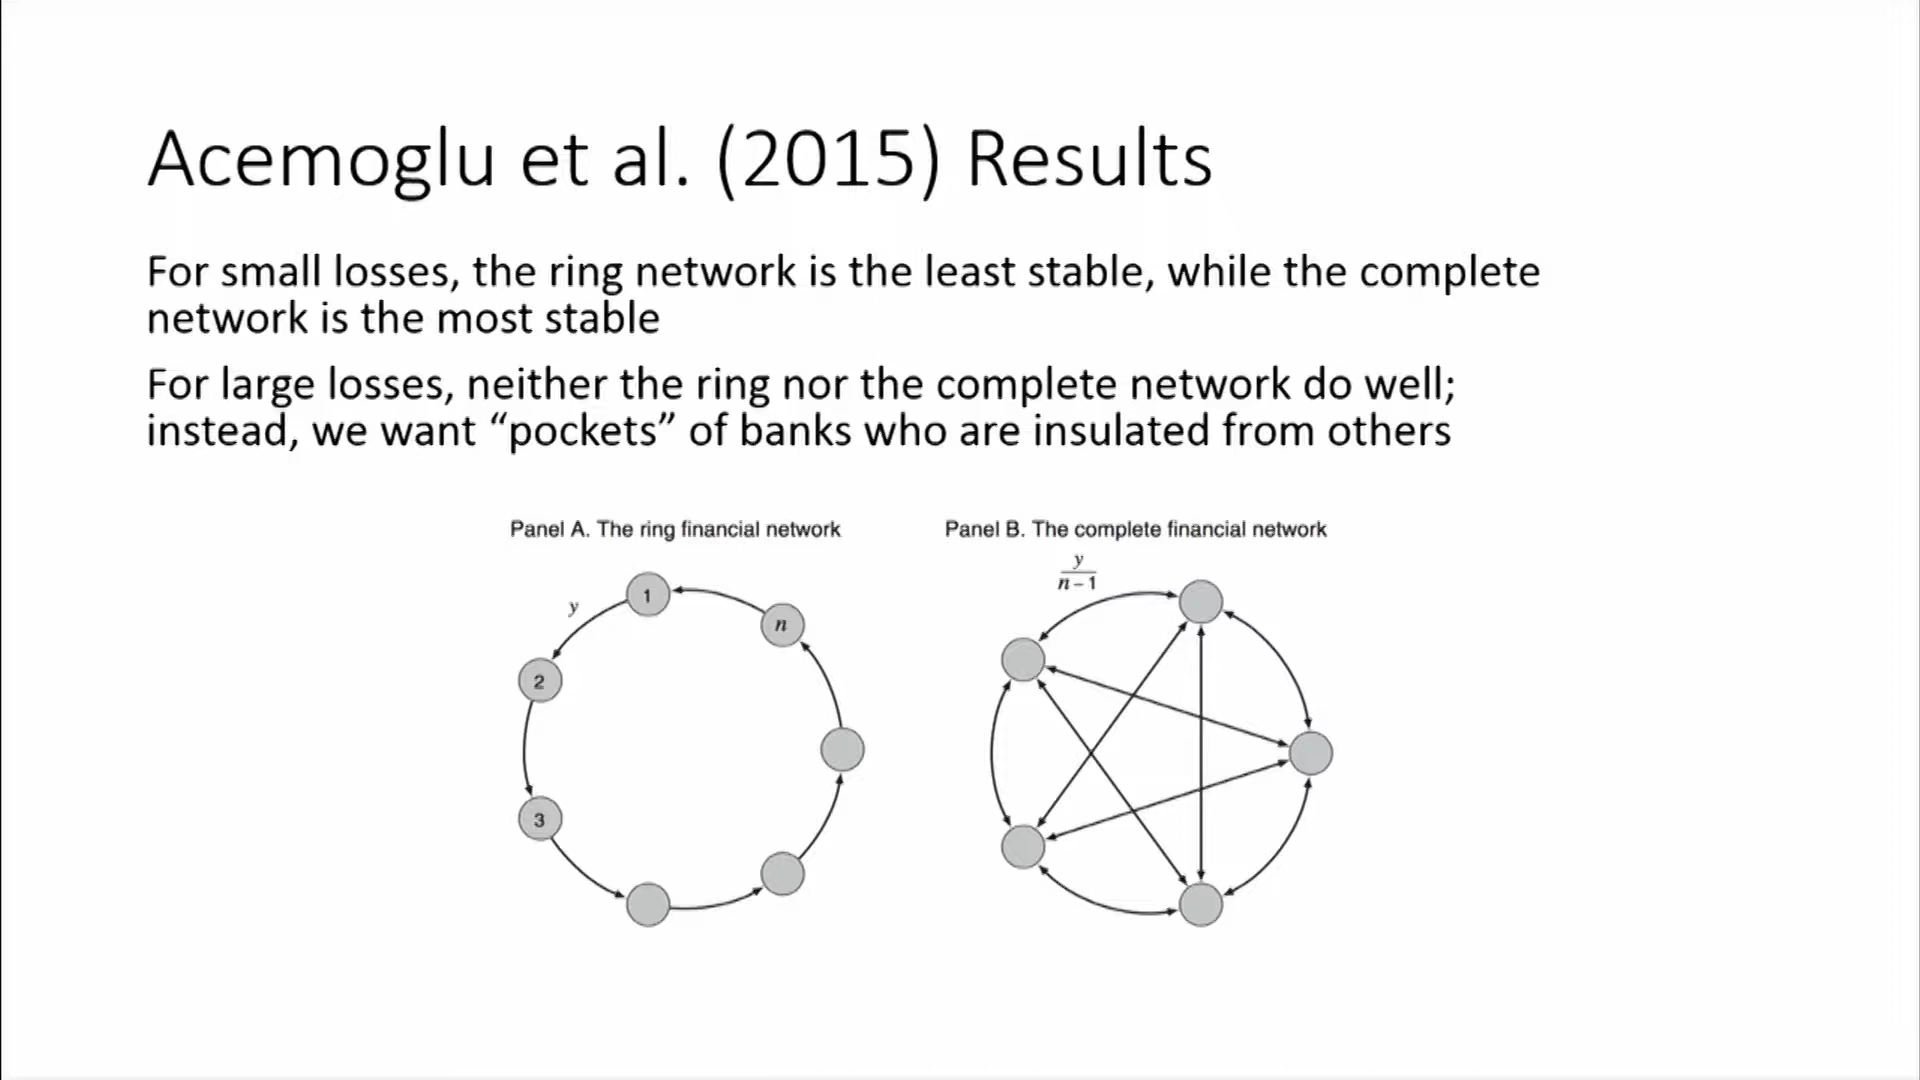 Acemoglu et al. (2015) Results
For small losses, the ring network is the least stable, while the complete
network is the most stable
For large losses, neither the ring nor the complete network do well;
instead, we want “pockets” of banks who are insulated from others
Panel A. The ring financial network
y
1
n
2
3
Panel B. The complete financial network
y
n – 1